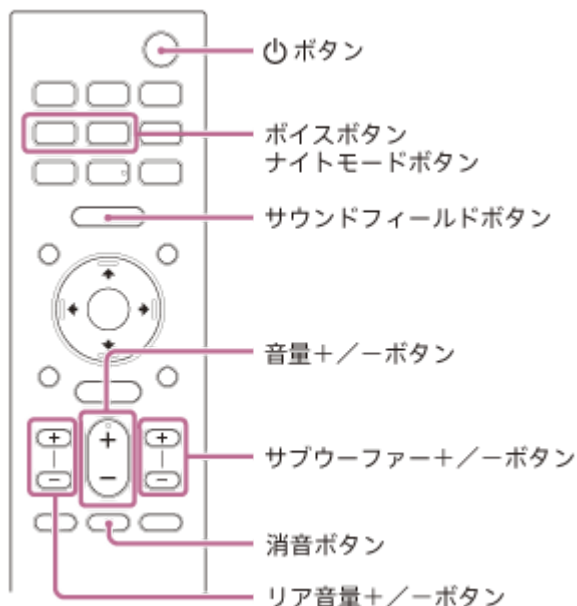 ⏻ ボタン
ボイスボタン
ナイトモードボタン
サウンドフィールドボタン
音量＋／－ボタン
サブウーファー＋／－ボタン
消音ボタン
リア音量＋／－ボタン